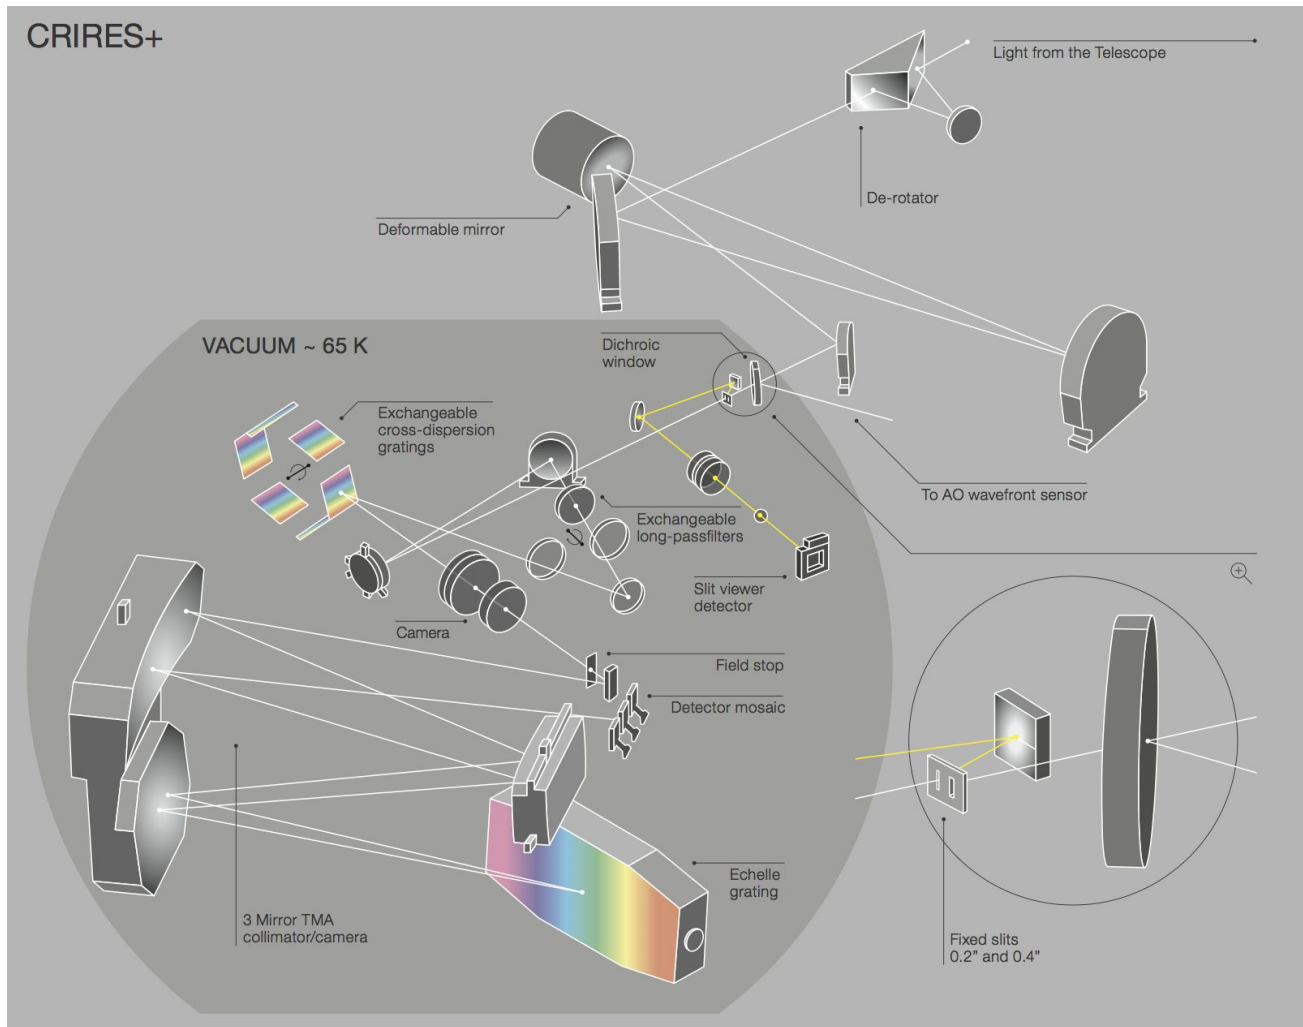 CRIRES+
Light from the Telescope
De-rotator
Deformable mirror
VACUUM ~ 65 K
Dichroic
window
Exchangeable
cross-dispersion
gratings
To AO wavefront sensor
Exchangeable
long-passfilters
Slit viewer
detector
Camera
Field stop
Detector mosaic
Echelle
grating
3 Mirror TMA
collimator/camera
Fixed slits
0.2” and 0.4”